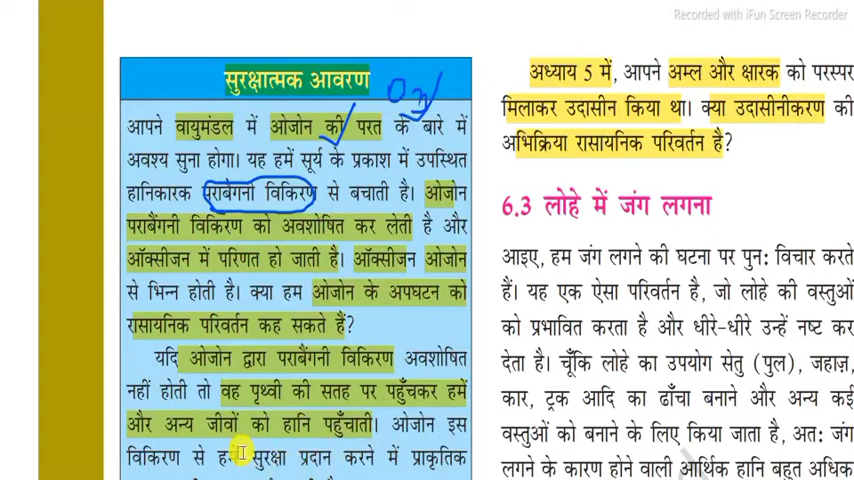 Recorded with iFun Screen Recorder
सुरक्षात्मक आवरण
O3
आपने वायुमंडल में ओजोन की परत के बारे में
अवश्य सुना होगा। यह हमें सूर्य के प्रकाश में उपस्थित
हानिकारक पराबैंगनी विकिरण से बचाती है। ओज़ोन
पराबैंगनी विकिरण को अवशोषित कर लेती है और
ऑक्सीजन में परिणत हो जाती है। ऑक्सीजन ओज़ोन
से भिन्न होती है। क्या हम ओज़ोन के अपघटन को
रासायनिक परिवर्तन कह सकते हैं?
यदि ओज़ोन द्वारा पराबैंगनी विकिरण अवशोषित
नहीं होती तो वह पृथ्वी की सतह पर पहुँचकर हमें
और अन्य जीवों को हानि पहुँचाती। ओज़ोन इस
विकिरण से हमें सुरक्षा प्रदान करने में प्राकृतिक
अध्याय 5 में, आपने अम्ल और क्षारक को परस्पर
मिलाकर उदासीन किया था। क्या उदासीनीकरण की
अभिक्रिया रासायनिक परिवर्तन है?
6.3 लोहे में जंग लगना
आइए, हम जंग लगने की घटना पर पुन: विचार करते
हैं। यह एक ऐसा परिवर्तन है, जो लोहे की वस्तुओं
को प्रभावित करता है और धीरे-धीरे उन्हें नष्ट कर
देता है। चूँकि लोहे का उपयोग सेतु (पुल), जहाज़,
कार, ट्रक आदि का ढाँचा बनाने और अन्य कई
वस्तुओं को बनाने के लिए किया जाता है, अत: जंग
लगने के कारण होने वाली आर्थिक हानि बहुत अधिक